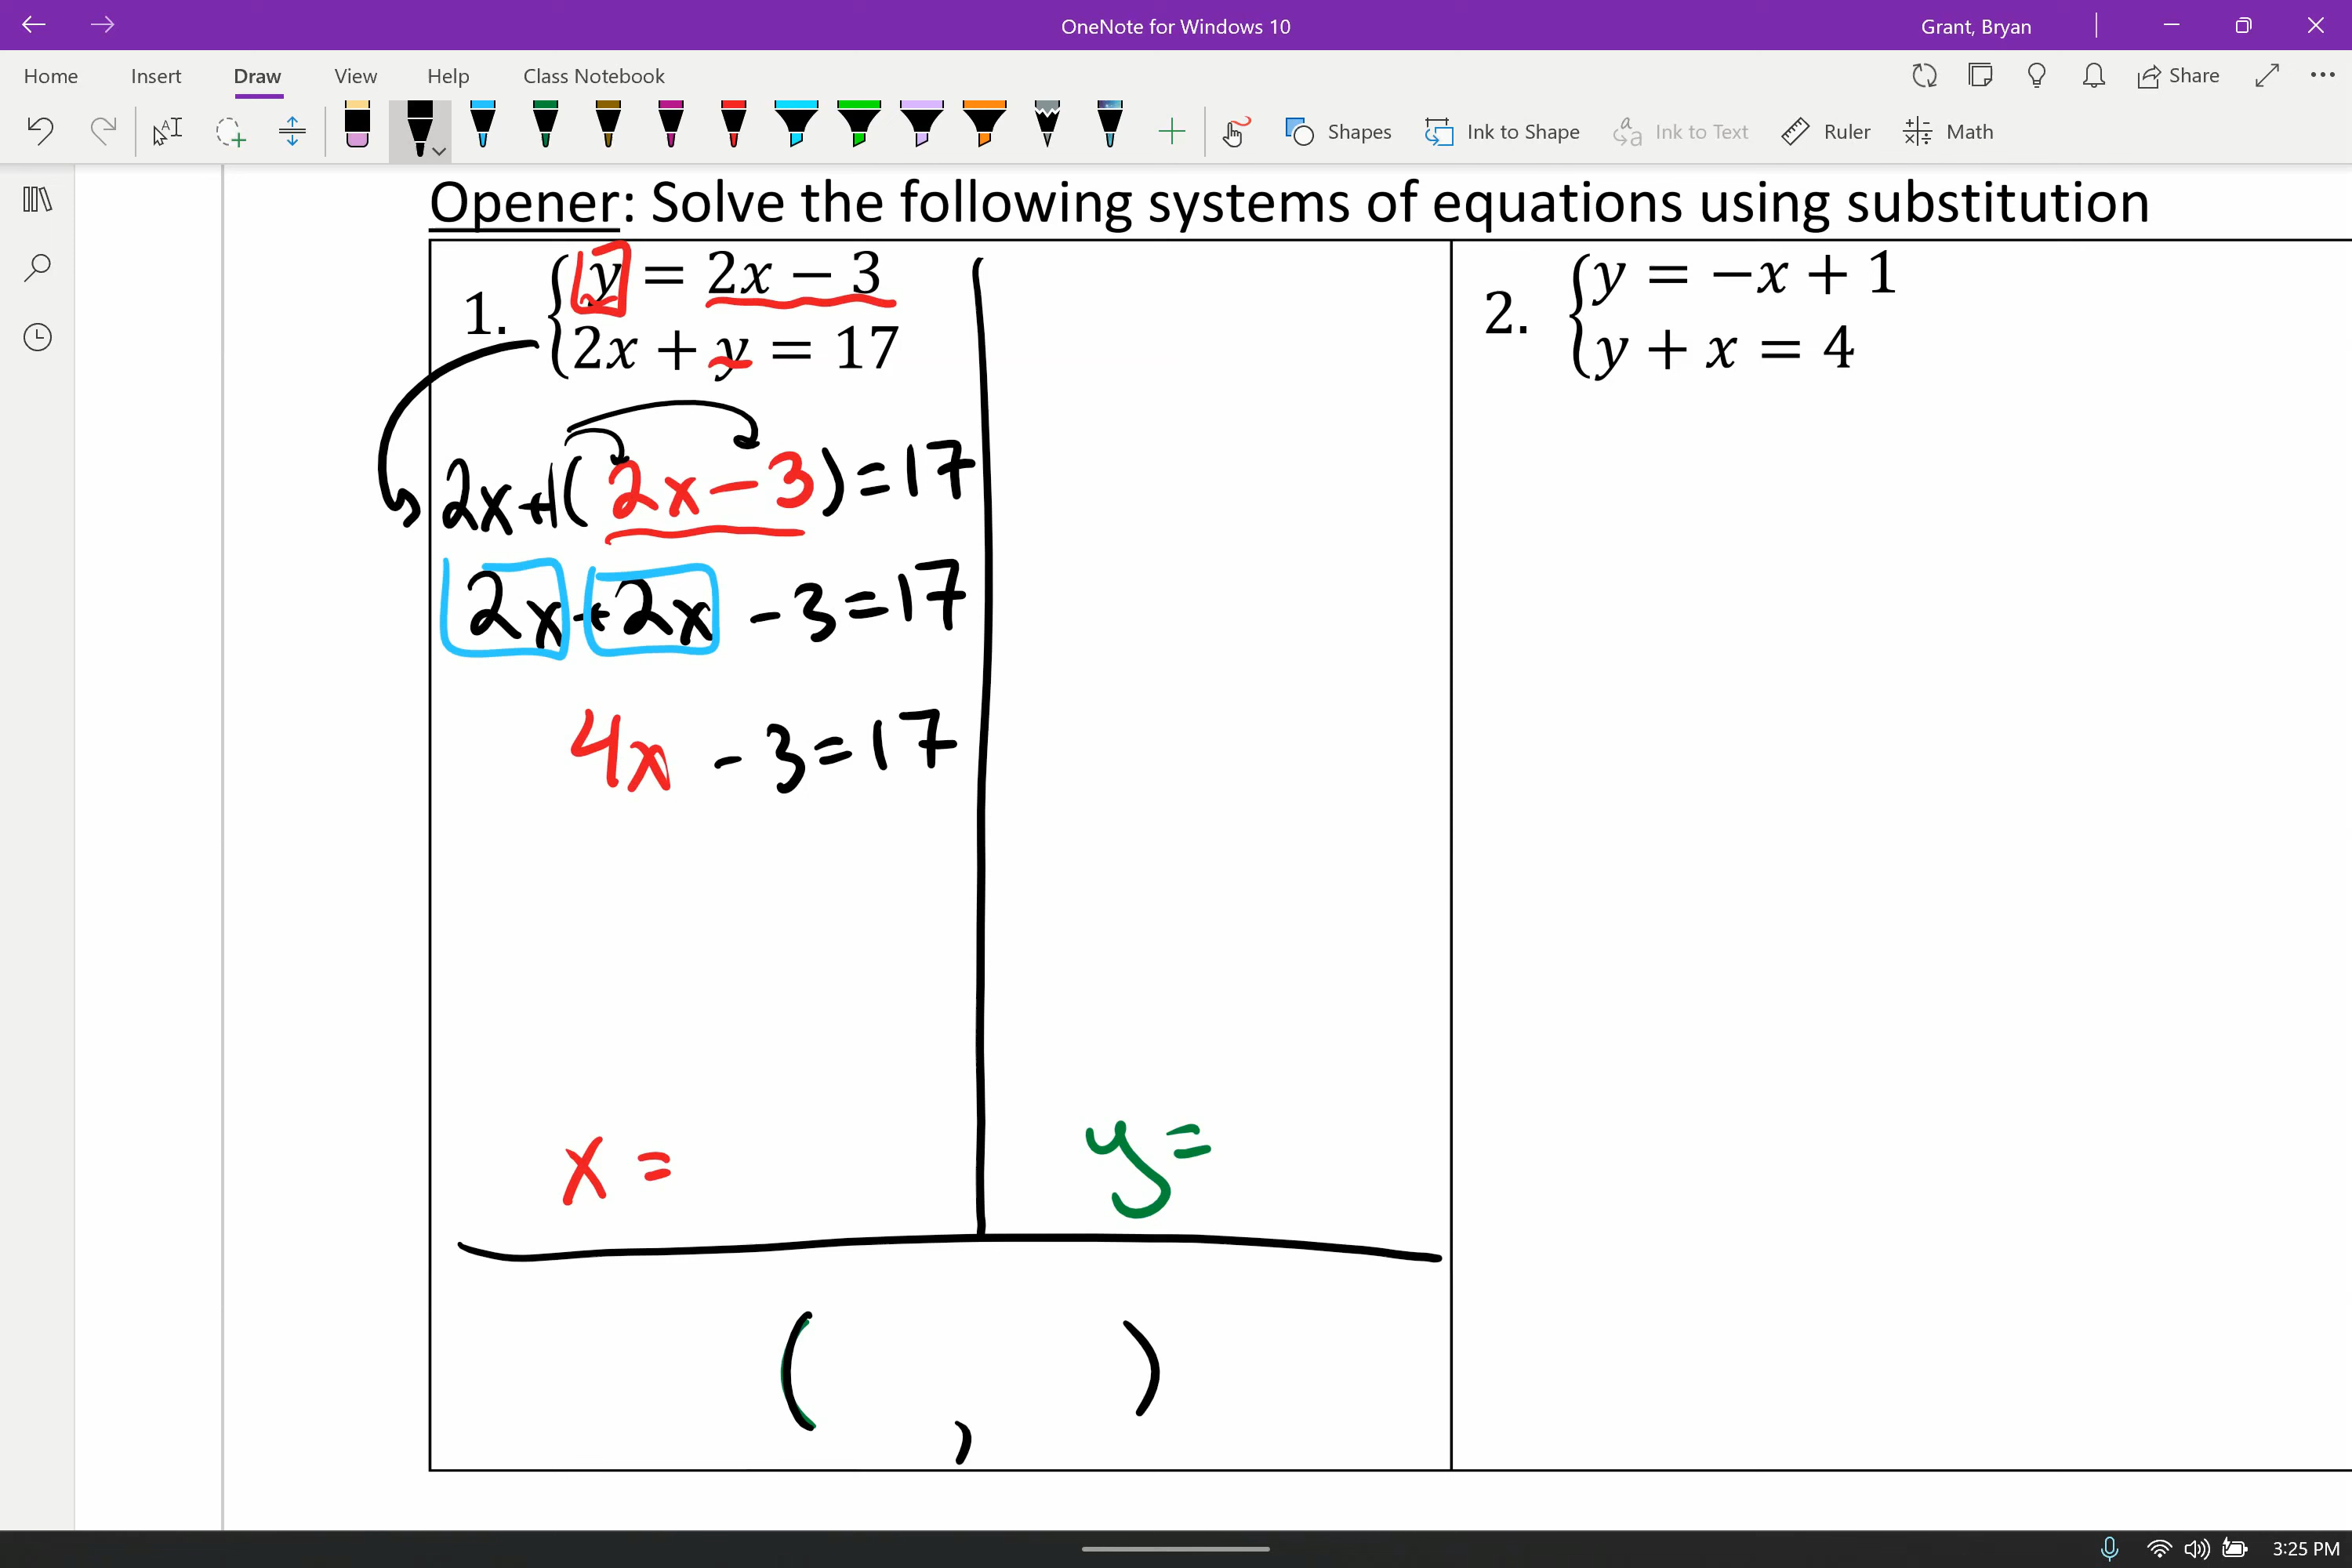 OneNote for Windows 10
Grant, Bryan
Home Insert Draw View Help Class Notebook
Share
Shapes Ink to Shape Ink to Text Ruler Math
Opener: Solve the following systems of equations using substitution
1. {y = 2x − 3
2x + y = 17
2x+1(2x-3)=17
2x+2x-3=17
4x-3=17
x=
y=
( , )
2. {y = −x + 1
y + x = 4
3:25 PM